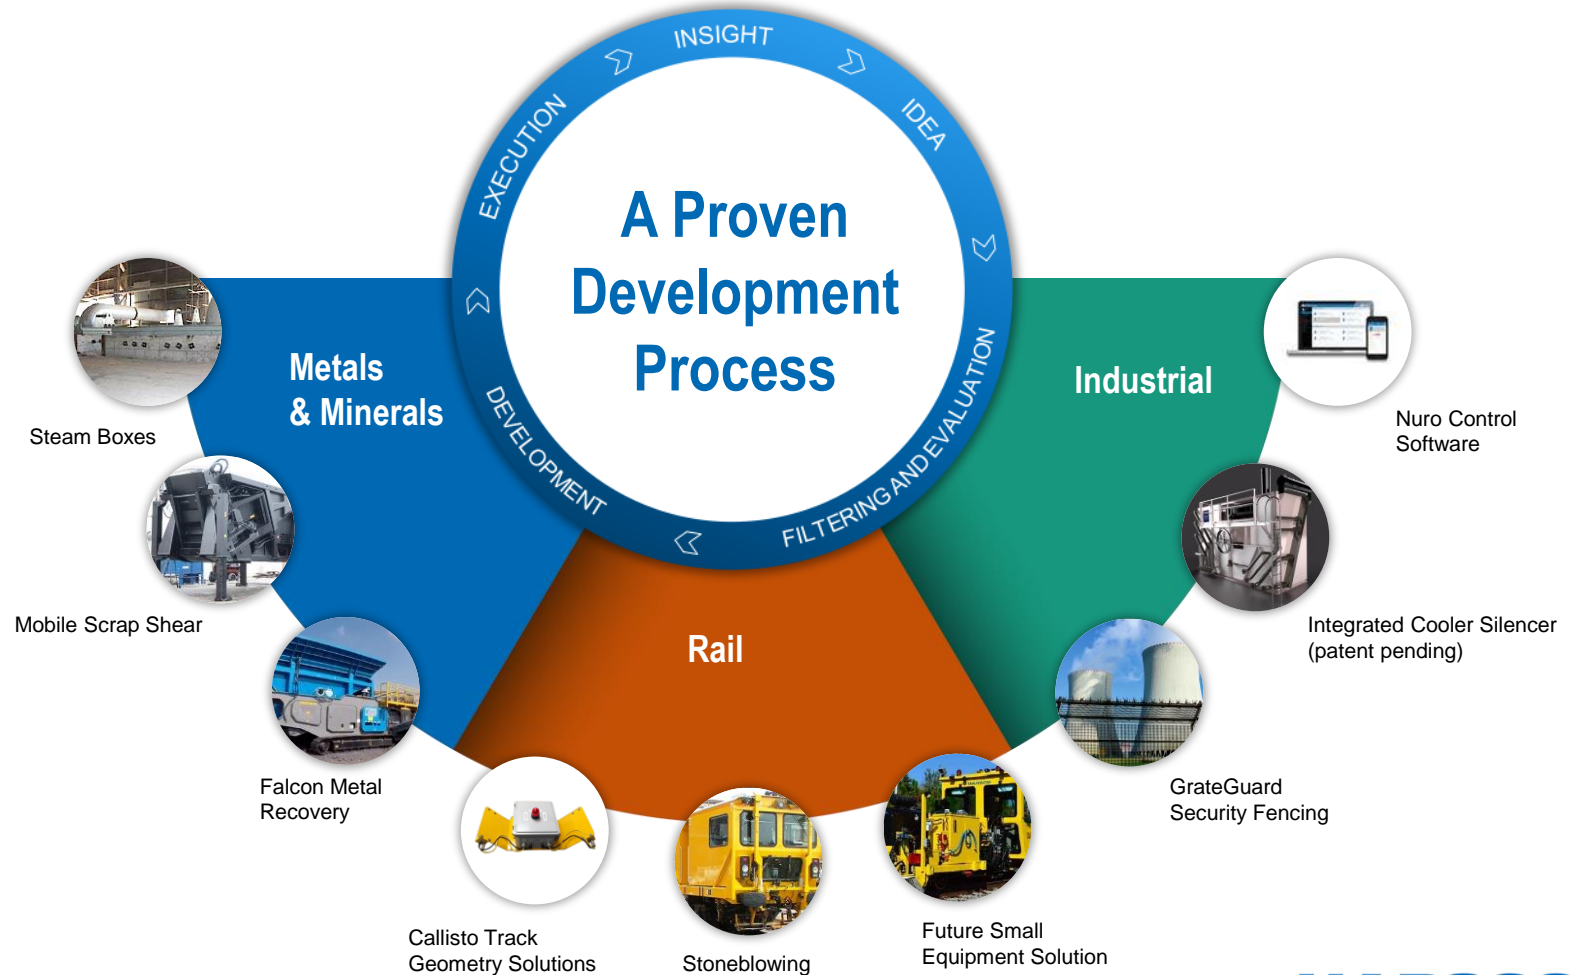 INSIGHT
IDEA
FILTERING AND EVALUATION
DEVELOPMENT
EXECUTION
A Proven
Development
Process
Metals
& Minerals
Rail
Industrial
Steam Boxes
Mobile Scrap Shear
Falcon Metal
Recovery
Callisto Track
Geometry Solutions
Stoneblowing
Future Small
Equipment Solution
GrateGuard
Security Fencing
Integrated Cooler Silencer
(patent pending)
Nuro Control
Software